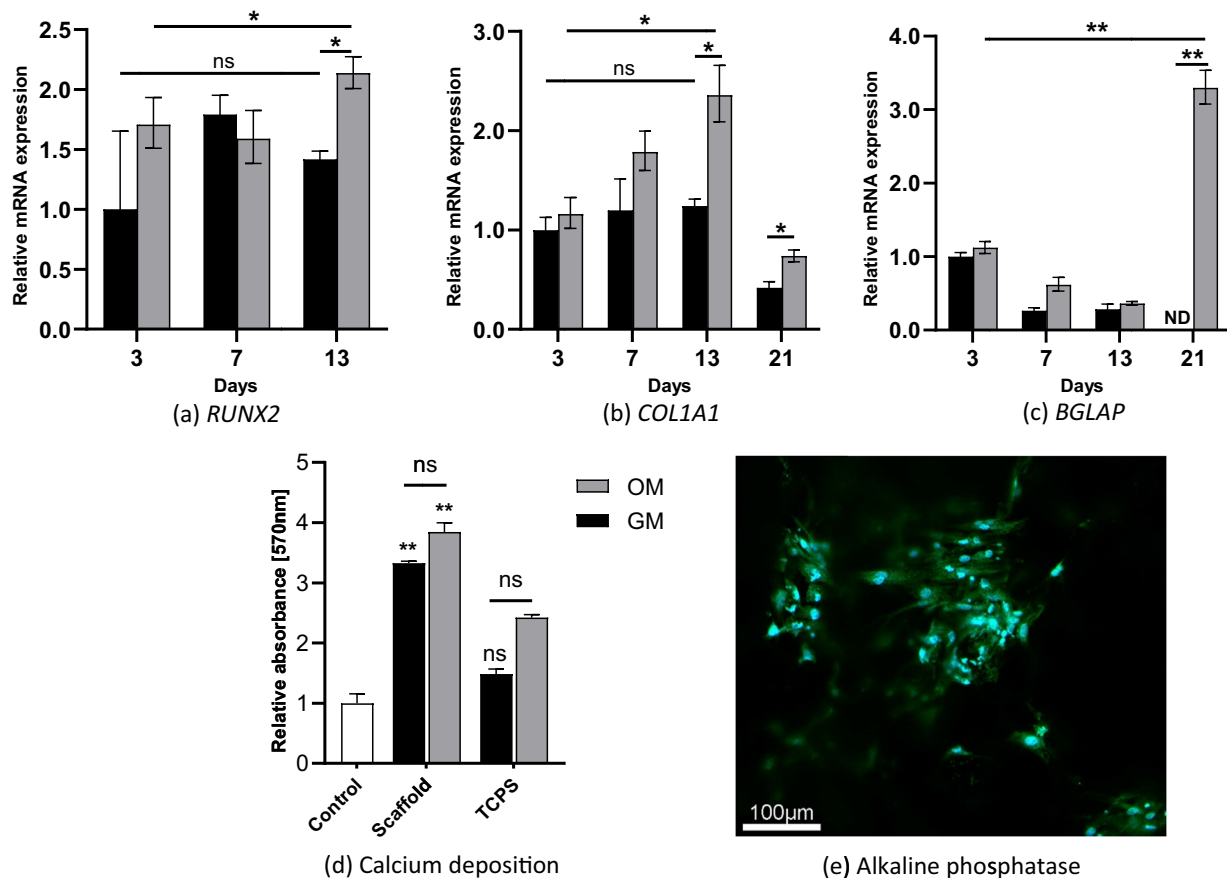 Relative mRNA expression
2.5
2.0
1.5
1.0
0.5
0.0
*
*
ns
3 7 13
Days
(a) RUNX2
Relative mRNA expression
3.0
2.0
1.0
0.0
*
*
ns
*
3 7 13 21
Days
(b) COL1A1
Relative mRNA expression
4.0
3.0
2.0
1.0
0.0
**
**
ND
3 7 13 21
Days
(c) BGLAP
Relative absorbance [570nm]
5
4
3
2
1
0
ns
**
**
ns
ns
Control
Scaffold
TCPS
OM
GM
(d) Calcium deposition
100µm
(e) Alkaline phosphatase